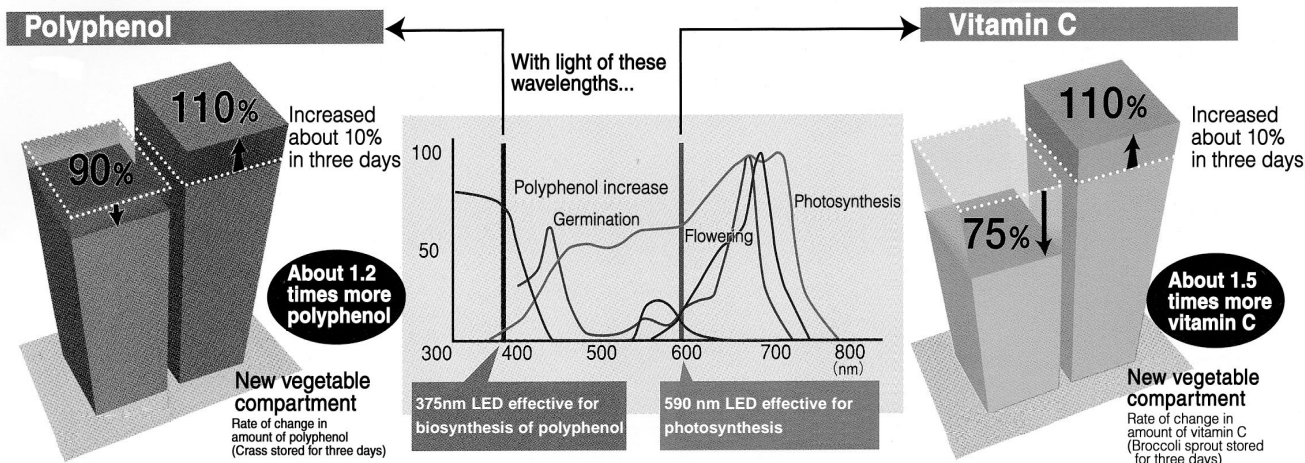 Polyphenol
110%
90%
Increased
about 10%
in three days
About 1.2
times more
polyphenol
New vegetable
compartment
Rate of change in
amount of polyphenol
(Crass stored for three days)
With light of these
wavelengths...
100
50
Polyphenol increase
Germination
Flowering
Photosynthesis
300 400 500 600 700 800
(nm)
375nm LED effective for
biosynthesis of polyphenol
590 nm LED effective for
photosynthesis
Vitamin C
110%
75%
Increased
about 10%
in three days
About 1.5
times more
vitamin C
New vegetable
compartment
Rate of change in
amount of vitamin C
(Broccoli sprout stored
for three days)